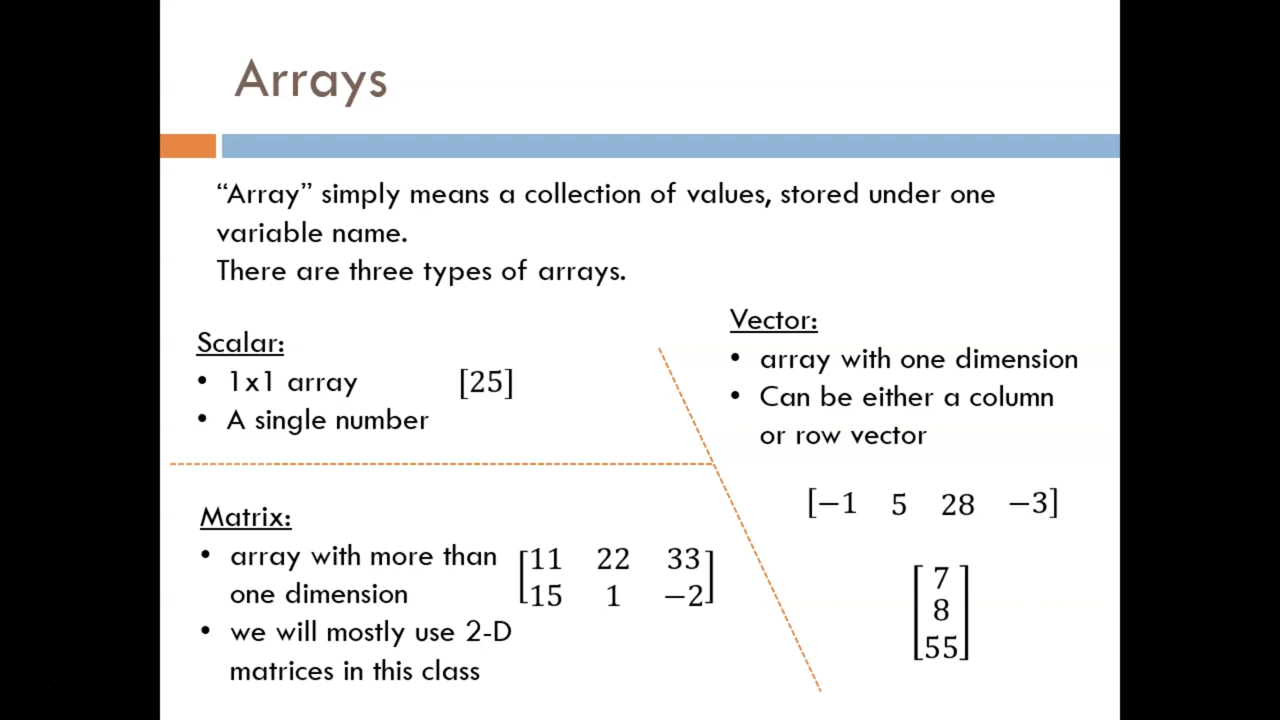 Arrays
“Array” simply means a collection of values, stored under one
variable name.
There are three types of arrays.
Scalar:
• 1x1 array [25]
• A single number
Matrix:
• array with more than
one dimension
• we will mostly use 2-D
matrices in this class
[11 22 33
15 1 −2]
Vector:
• array with one dimension
• Can be either a column
or row vector
[−1 5 28 −3]
[7
8
55]